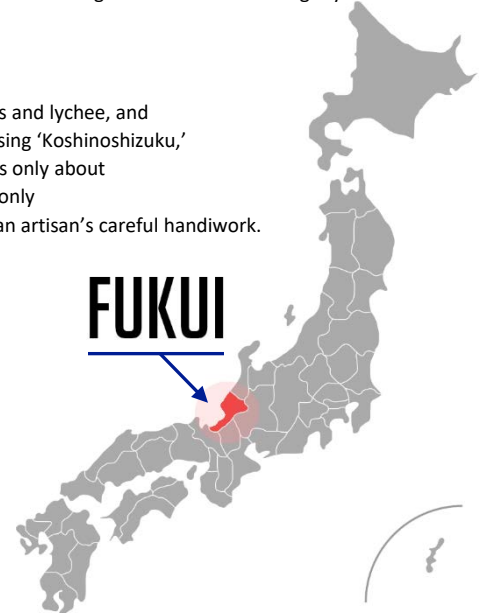 s and lychee, and
sing ‘Koshinoshizuku,’
s only about
only
an artisan’s careful handiwork.
FUKUI